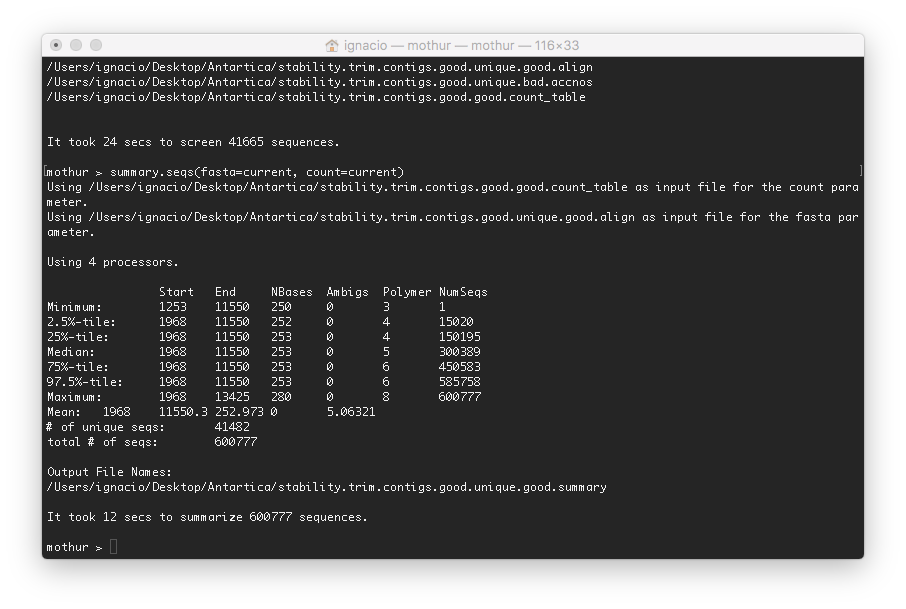 ignacio — mothur — mothur — 116×33
/Users/ignacio/Desktop/Antartica/stability.trim.contigs.good.unique.good.align
/Users/ignacio/Desktop/Antartica/stability.trim.contigs.good.unique.bad.accnos
/Users/ignacio/Desktop/Antartica/stability.trim.contigs.good.good.count_table
It took 24 secs to screen 41665 sequences.
[mothur > summary.seqs(fasta=current, count=current) ]
Using /Users/ignacio/Desktop/Antartica/stability.trim.contigs.good.good.count_table as input file for the count para
meter.
Using /Users/ignacio/Desktop/Antartica/stability.trim.contigs.good.unique.good.align as input file for the fasta par
ameter.
Using 4 processors.
Start End NBases Ambigs Polymer NumSeqs
Minimum: 1253 11550 250 0 3 1
2.5%-tile: 1968 11550 252 0 4 15020
25%-tile: 1968 11550 253 0 4 150195
Median: 1968 11550 253 0 5 300389
75%-tile: 1968 11550 253 0 6 450583
97.5%-tile: 1968 11550 253 0 6 585758
Maximum: 1968 13425 280 0 8 600777
Mean: 1968 11550.3 252.973 0 5.06321
# of unique seqs: 41482
total # of seqs: 600777
Output File Names:
/Users/ignacio/Desktop/Antartica/stability.trim.contigs.good.unique.good.summary
It took 12 secs to summarize 600777 sequences.
mothur >